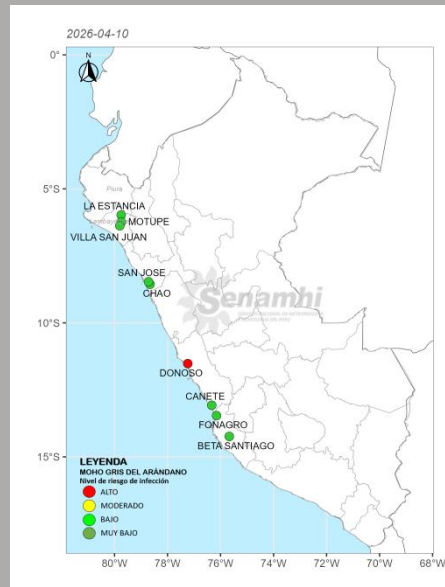 2026-04-10
N
0°
5°S
10°S
15°S
Piura
LA ESTANCIA
MOTUPE
VILLA SAN JUAN
SAN JOSE
CHAO
Senamhi
DONOSO
CANETE
FONAGRO
BETA SANTIAGO
LEYENDA
MOHO GRIS DEL ARÁNDANO
Nivel de riesgo de infección
ALTO
MODERADO
BAJO
MUY BAJO
80°W 78°W 76°W 74°W 72°W 70°W 68°W